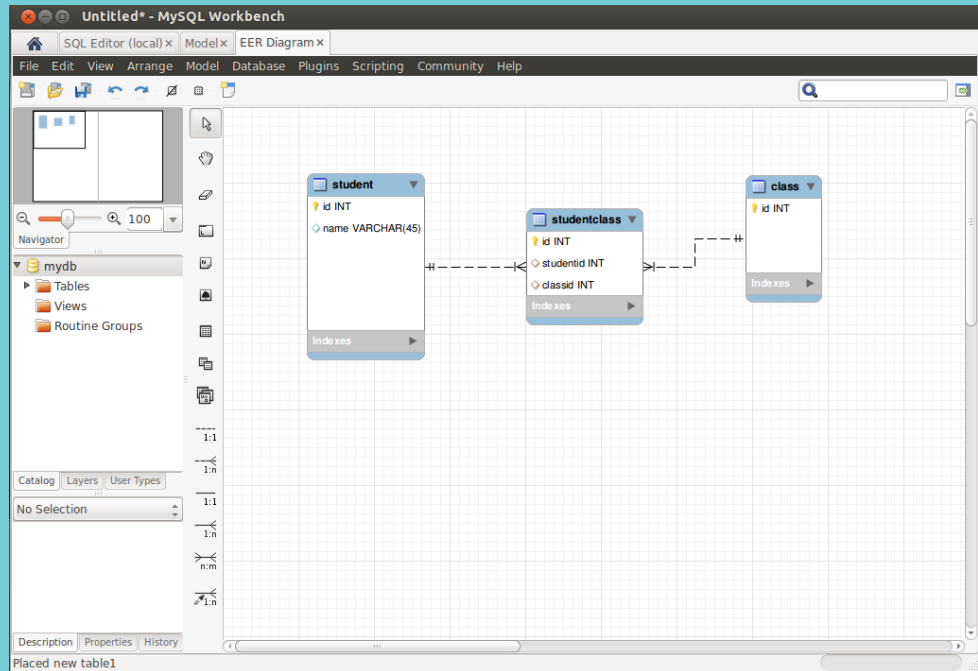 Untitled* - MySQL Workbench
SQL Editor (local) × Model × EER Diagram ×
File Edit View Arrange Model Database Plugins Scripting Community Help
100
Navigator
mydb
Tables
Views
Routine Groups
Catalog Layers User Types
No Selection
Description Properties History
Placed new table1
1:1
1:n
1:1
1:n
n:m
1:n
student
id INT
name VARCHAR(45)
Indexes
studentclass
id INT
studentid INT
classid INT
Indexes
class
id INT
Indexes